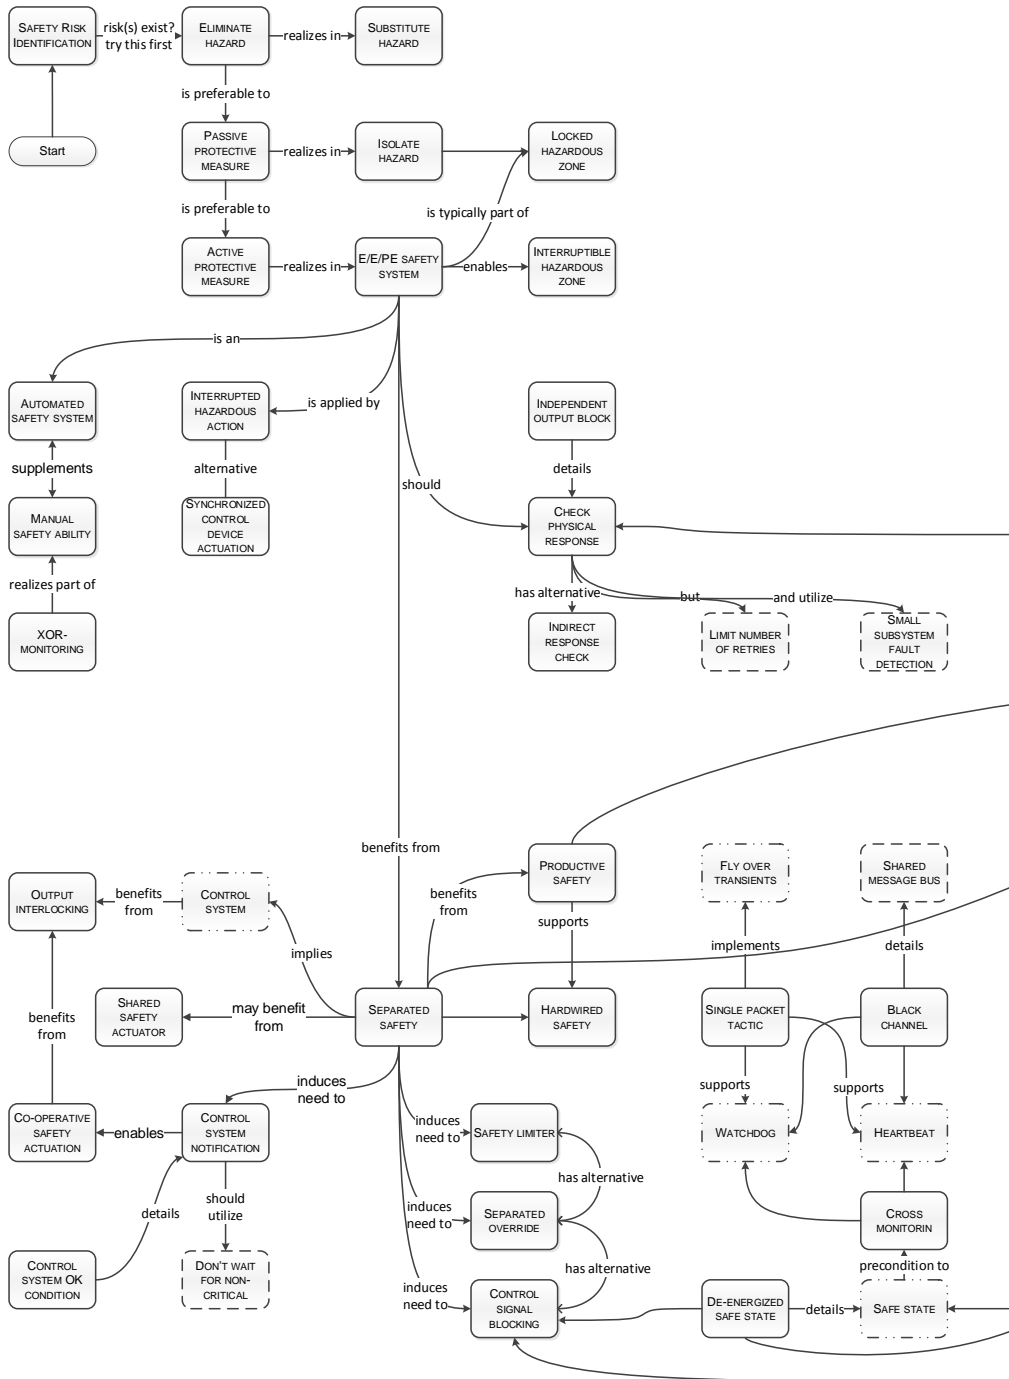 SAFETY RISK
IDENTIFICATION
risk(s) exist?
try this first
ELIMINATE
HAZARD
realizes in
SUBSTITUTE
HAZARD
is preferable to
Start
PASSIVE
PROTECTIVE
MEASURE
realizes in
ISOLATE
HAZARD
LOCKED
HAZARDOUS
ZONE
is preferable to
is typically part of
ACTIVE
PROTECTIVE
MEASURE
realizes in
E/E/PE SAFETY
SYSTEM
enables
INTERRUPTIBLE
HAZARDOUS
ZONE
is an
AUTOMATED
SAFETY SYSTEM
INTERRUPTED
HAZARDOUS
ACTION
is applied by
INDEPENDENT
OUTPUT BLOCK
supplements
alternative
details
should
MANUAL
SAFETY ABILITY
SYNCHRONIZED
CONTROL
DEVICE
ACTUATION
CHECK
PHYSICAL
RESPONSE
realizes part of
has alternative
but
and utilize
XOR-
MONITORING
INDIRECT
RESPONSE
CHECK
LIMIT NUMBER
OF RETRIES
SMALL
SUBSYSTEM
FAULT
DETECTION
benefits from
PRODUCTIVE
SAFETY
FLY OVER
TRANSIENTS
SHARED
MESSAGE BUS
OUTPUT
INTERLOCKING
benefits
from
CONTROL
SYSTEM
benefits
from
supports
implies
implements
details
SHARED
SAFETY
ACTUATOR
may benefit
from
SEPARATED
SAFETY
HARDWIRED
SAFETY
SINGLE PACKET
TACTIC
BLACK
CHANNEL
benefits
from
induces
need to
supports
supports
CO-OPERATIVE
SAFETY
ACTUATION
enables
CONTROL
SYSTEM
NOTIFICATION
induces
need to
SAFETY LIMITER
WATCHDOG
HEARTBEAT
has alternative
details
should
utilize
induces
need to
SEPARATED
OVERRIDE
CROSS
MONITORIN
has alternative
precondition to
CONTROL
SYSTEM OK
CONDITION
DON'T WAIT
FOR NON-
CRITICAL
induces
need to
CONTROL
SIGNAL
BLOCKING
DE-ENERGIZED
SAFE STATE
details
SAFE STATE